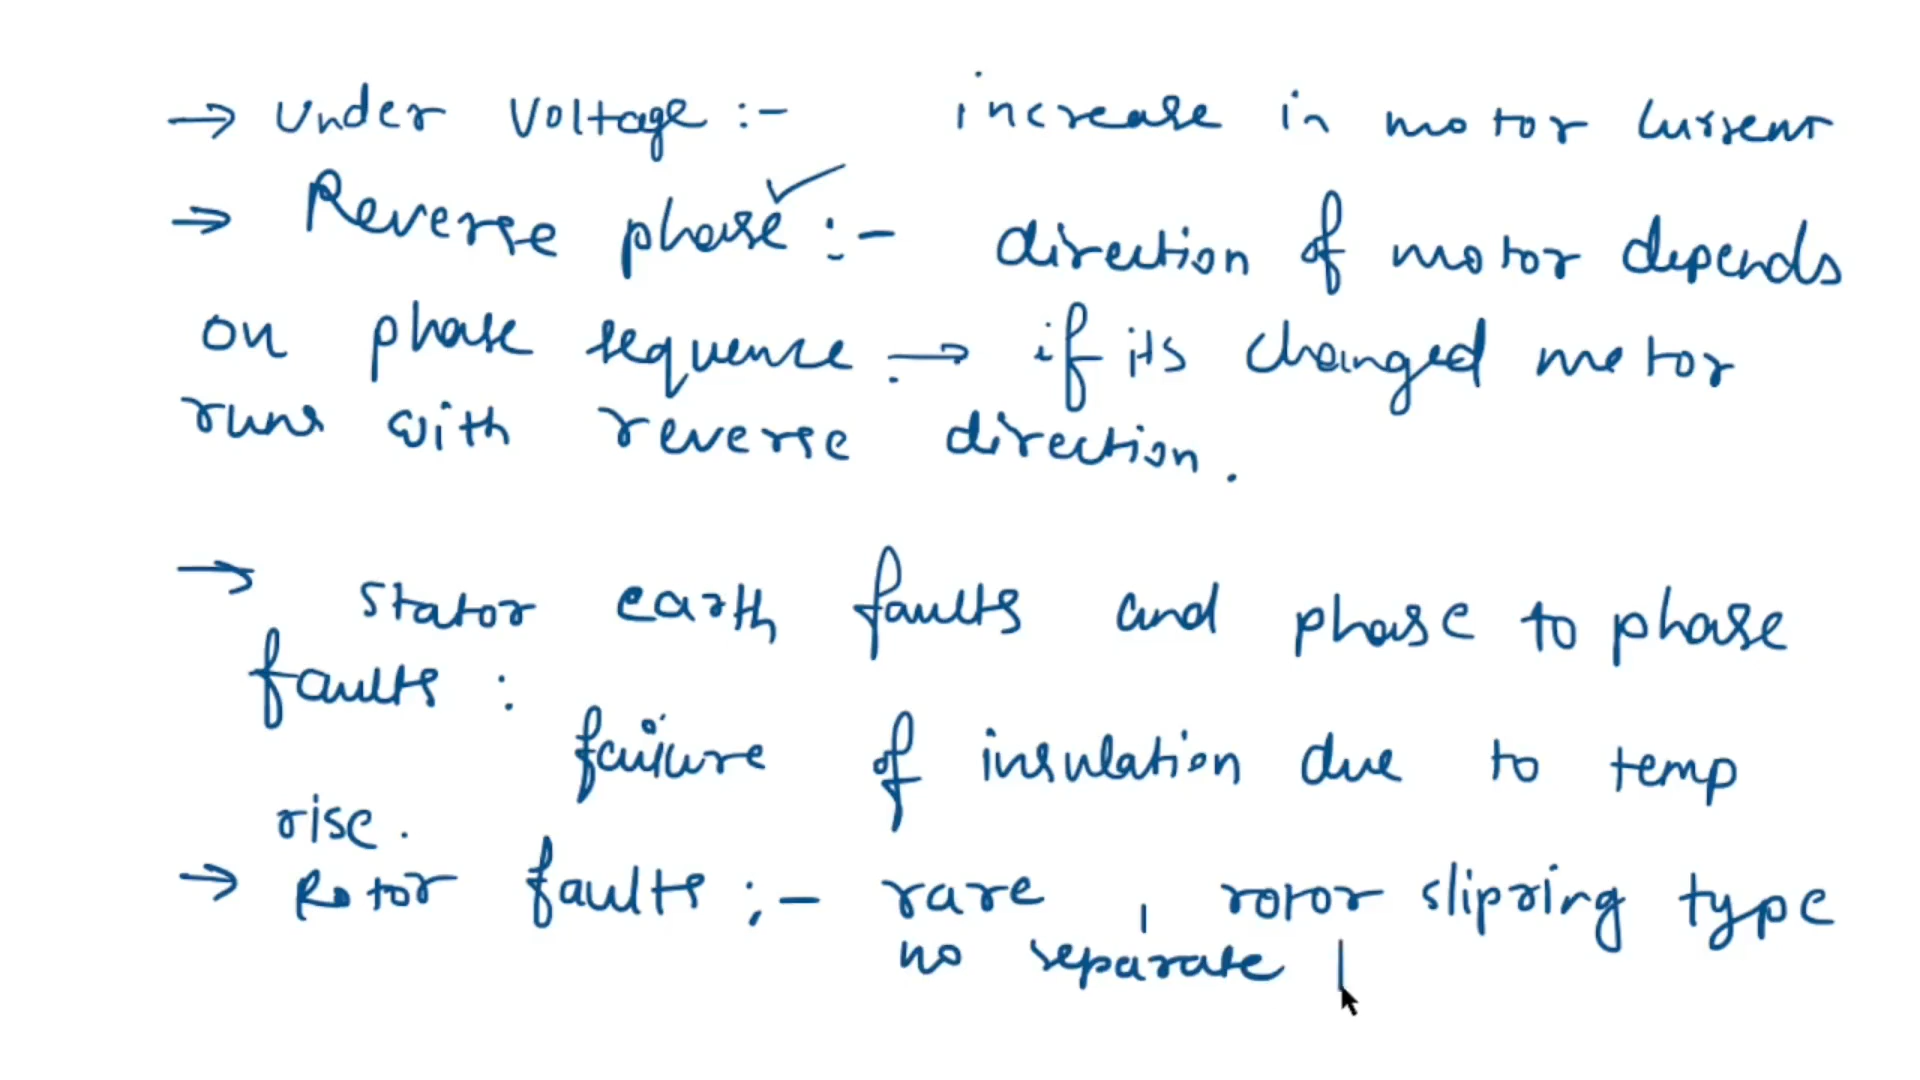 → Under Voltage :- increase in motor current
→ Reverse phase ✓ :- direction of motor depends
on phase sequence. → if its changed motor
runs with reverse direction.
→ Stator earth faults and phase to phase
faults :
failure of insulation due to temp
rise.
→ Rotor faults :- rare , rotor slipring type
no separate